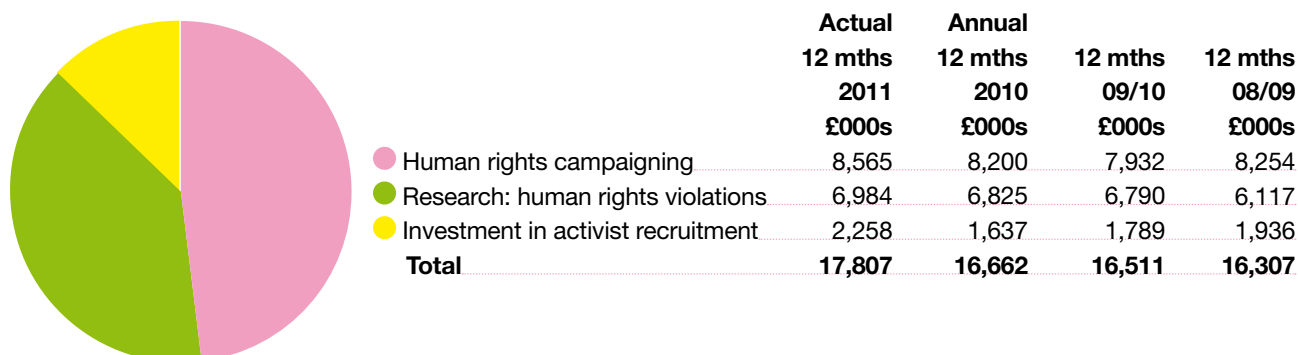 Actual Annual
12 mths 12 mths 12 mths 12 mths
2011 2010 09/10 08/09
£000s £000s £000s £000s
Human rights campaigning 8,565 8,200 7,932 8,254
Research: human rights violations 6,984 6,825 6,790 6,117
Investment in activist recruitment 2,258 1,637 1,789 1,936
Total 17,807 16,662 16,511 16,307